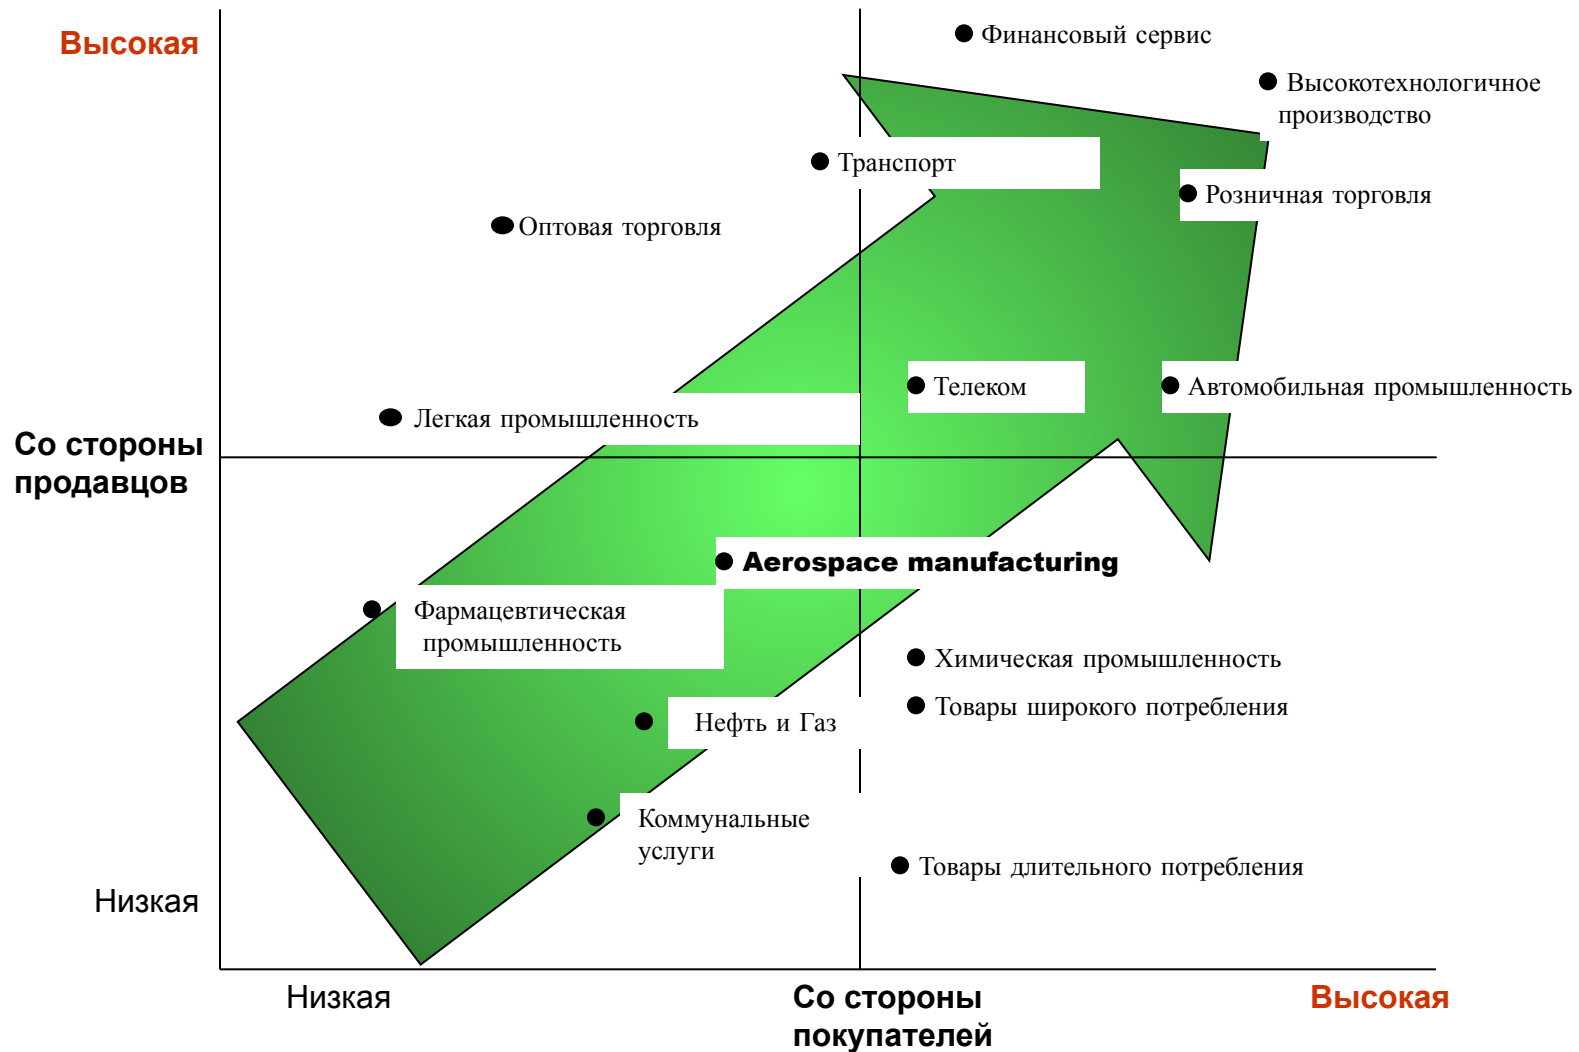 Высокая
Финансовый сервис
Высокотехнологичное
производство
Транспорт
Розничная торговля
Оптовая торговля
Телеком
Автомобильная промышленность
Легкая промышленность
Со стороны
продавцов
Aerospace manufacturing
Фармацевтическая
промышленность
Химическая промышленность
Товары широкого потребления
Нефть и Газ
Коммунальные
услуги
Товары длительного потребления
Низкая
Низкая
Со стороны
покупателей
Высокая